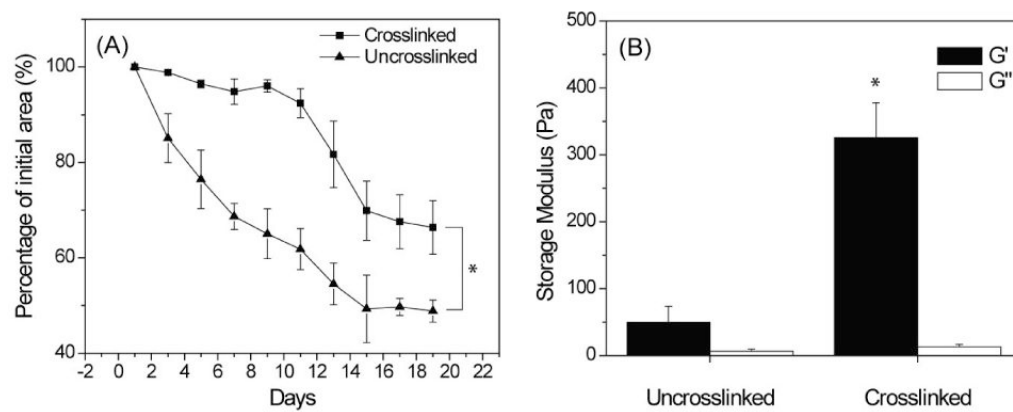 (A)
Crosslinked
Uncrosslinked
Percentage of initial area (%)
100
80
60
40
*
-2 0 2 4 6 8 10 12 14 16 18 20 22
Days
(B)
G'
G"
Storage Modulus (Pa)
500
400
300
200
100
0
*
Uncrosslinked Crosslinked